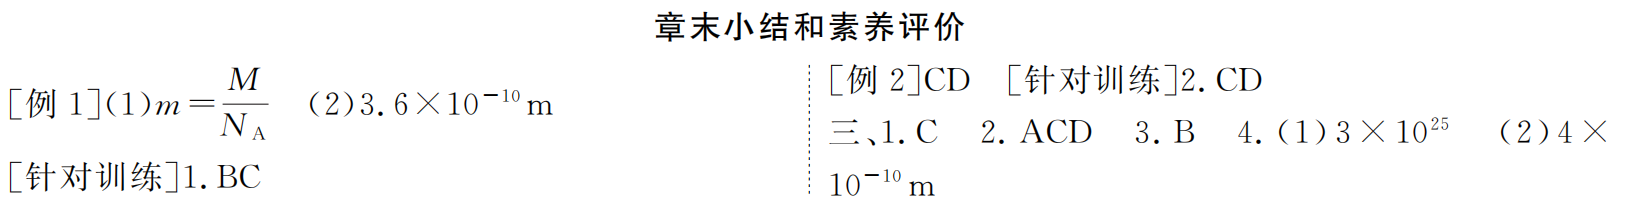 章末小结和素养评价
[例 1](1)m=M/N_A (2)3.6×10⁻¹⁰ m
[针对训练]1. BC
[例 2]CD [针对训练]2. CD
三、1. C 2. ACD 3. B 4. (1)3×10²⁵ (2)4×
10⁻¹⁰ m